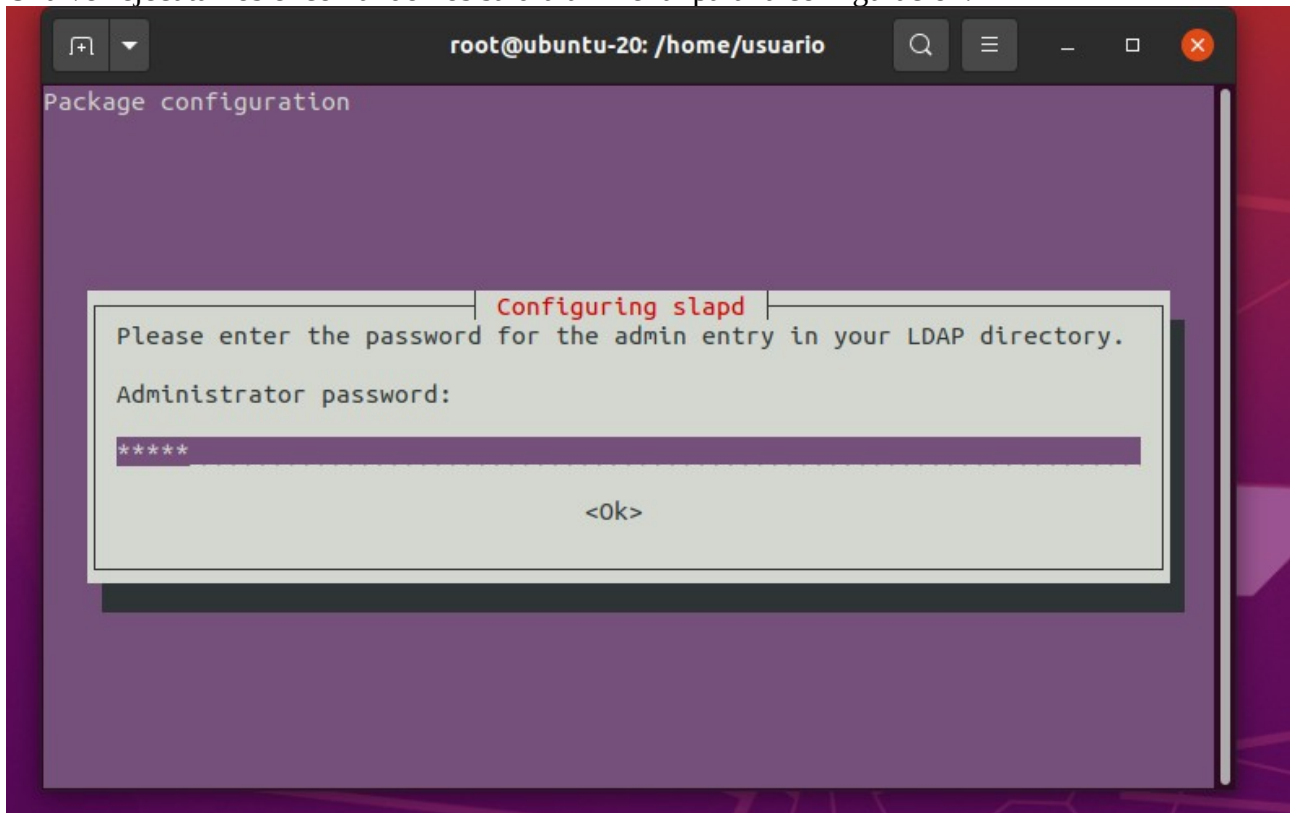 root@ubuntu-20: /home/usuario
Package configuration
Configuring slapd
Please enter the password for the admin entry in your LDAP directory.
Administrator password:
*****
<Ok>